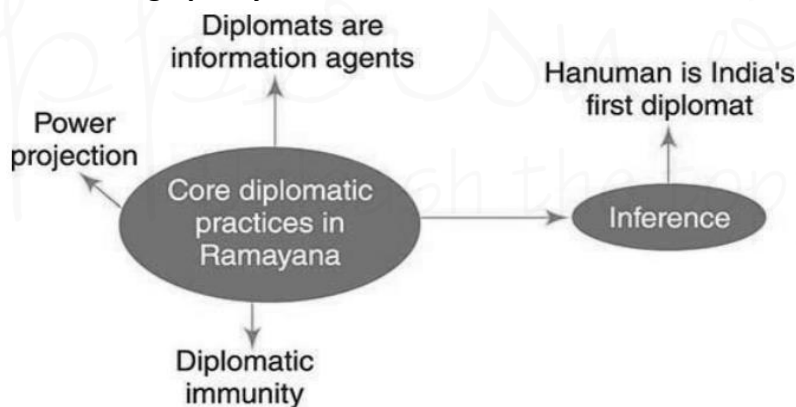 Diplomats are
information agents
Hanuman is India's
first diplomat
Power
projection
Core diplomatic
practices in
Ramayana
Inference
Diplomatic
immunity